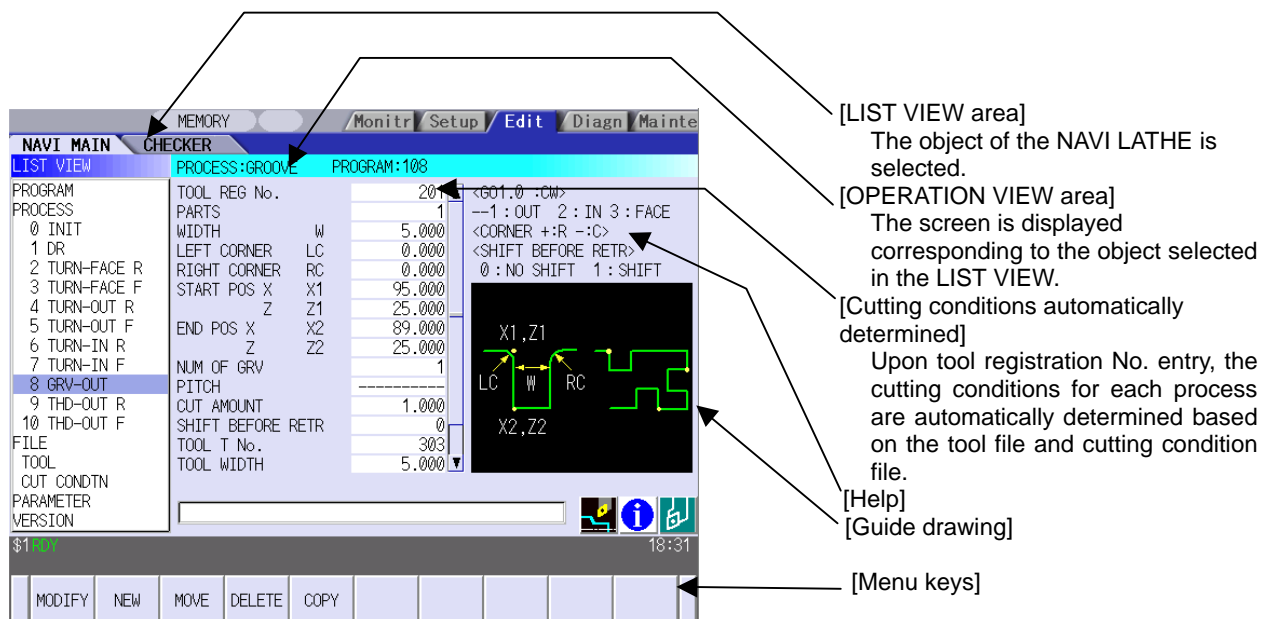 MEMORY
Monitr Setup Edit Diagn Mainte
NAVI MAIN CHECKER
LIST VIEW PROCESS:GROOVE PROGRAM:108
PROGRAM
PROCESS
0 INIT
1 DR
2 TURN-FACE R
3 TURN-FACE F
4 TURN-OUT R
5 TURN-OUT F
6 TURN-IN R
7 TURN-IN F
8 GRV-OUT
9 THD-OUT R
10 THD-OUT F
FILE
TOOL
CUT CONDTN
PARAMETER
VERSION
TOOL REG No. 201
PARTS 1
WIDTH W 5.000
LEFT CORNER LC 0.000
RIGHT CORNER RC 0.000
START POS X X1 95.000
Z Z1 25.000
END POS X X2 89.000
Z Z2 25.000
NUM OF GRV 1
PITCH ----------
CUT AMOUNT 1.000
SHIFT BEFORE RETR 0
TOOL T No. 303
TOOL WIDTH 5.000
<GO1.0 :CW>
--1:OUT 2:IN 3:FACE
<CORNER +:R -:C>
<SHIFT BEFORE RETR>
0:NO SHIFT 1:SHIFT
X1,Z1
LC W RC
X2,Z2
$1 RDY 18:31
MODIFY NEW MOVE DELETE COPY
[LIST VIEW area]
The object of the NAVI LATHE is
selected.
[OPERATION VIEW area]
The screen is displayed
corresponding to the object selected
in the LIST VIEW.
[Cutting conditions automatically
determined]
Upon tool registration No. entry, the
cutting conditions for each process
are automatically determined based
on the tool file and cutting condition
file.
[Help]
[Guide drawing]
[Menu keys]